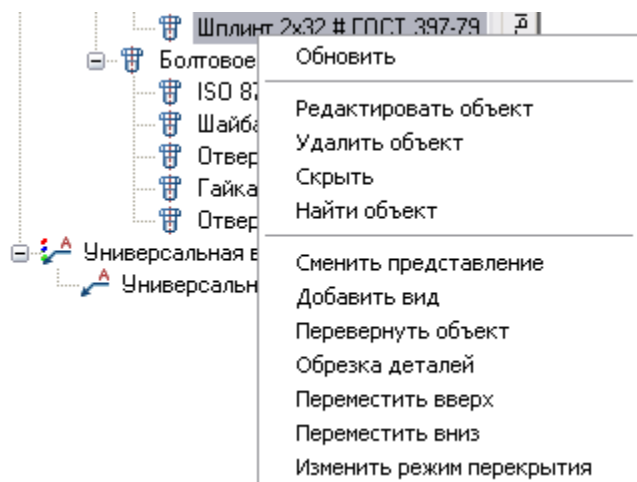 Шплинт 2x32 # ГОСТ 397-79
Болтовое
ISO 8
Шайба
Отвер
Гайка
Отвер
Универсальная в
Универсальн
Обновить
Редактировать объект
Удалить объект
Скрыть
Найти объект
Сменить представление
Добавить вид
Перевернуть объект
Обрезка деталей
Переместить вверх
Переместить вниз
Изменить режим перекрытия